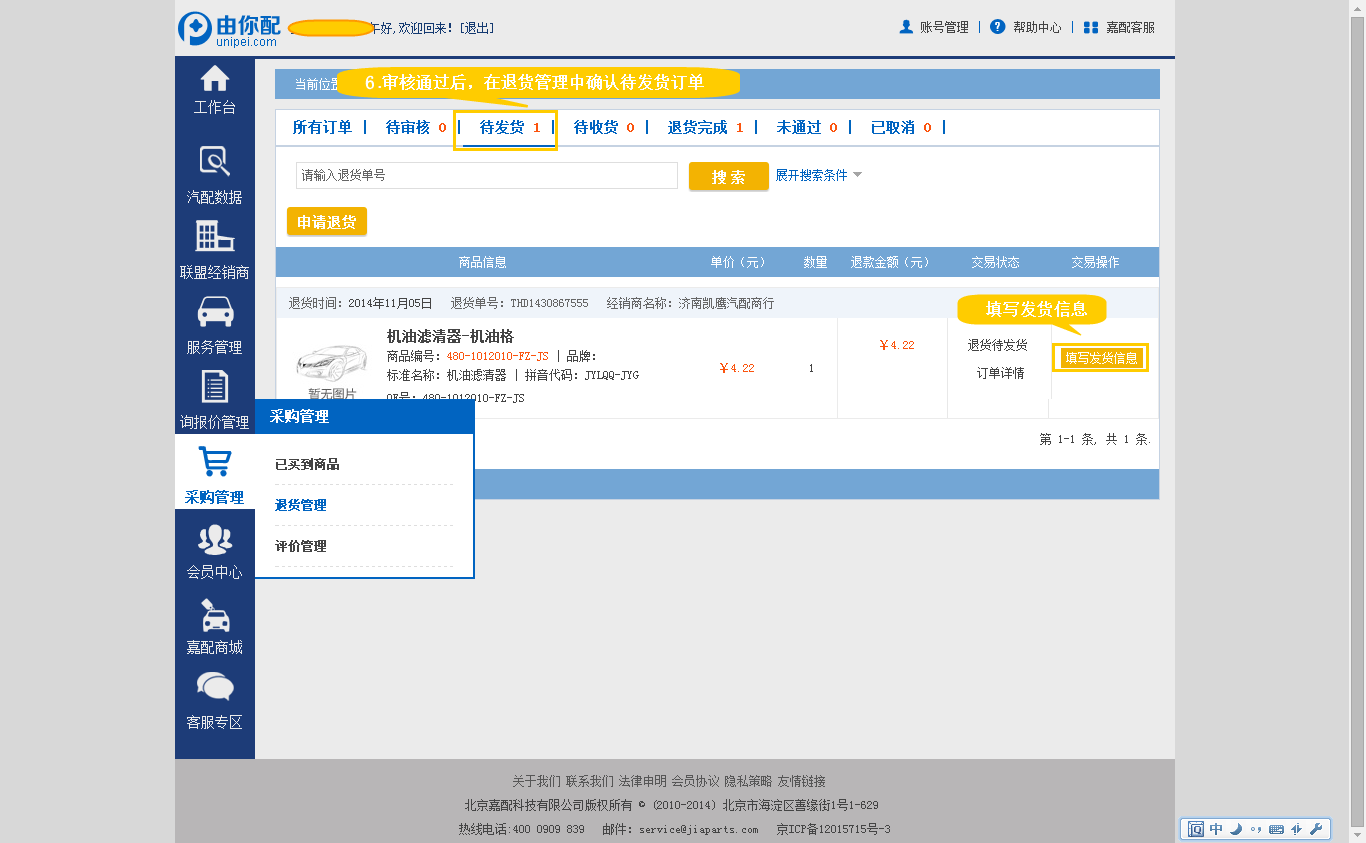 由你配
unipei.com
午好,欢迎回来! [退出]
账号管理 | 帮助中心 | 嘉配客服
工作台
汽配数据
联盟经销商
服务管理
询报价管理
采购管理
会员中心
嘉配商城
客服专区
当前位置
6.审核通过后，在退货管理中确认待发货订单
所有订单 | 待审核 0 | 待发货 1 | 待收货 0 | 退货完成 1 | 未通过 0 | 已取消 0 |
请输入退货单号
搜 索
展开搜索条件
申请退货
商品信息 单价（元） 数量 退款金额（元） 交易状态 交易操作
退货时间：2014年11月05日 退货单号：THD1430867555 经销商名称：济南凯鹰汽配商行
填写发货信息
暂无图片
机油滤清器-机油格
商品编号：480-1012010-FZ-JS | 品牌：
标准名称：机油滤清器 | 拼音代码：JYLQQ-JYG
OE号：480-1012010-FZ-JS
￥4.22
1
￥4.22
退货待发货
订单详情
填写发货信息
第 1-1 条, 共 1 条.
采购管理
已买到商品
退货管理
评价管理
关于我们 联系我们 法律申明 会员协议 隐私策略 友情链接
北京嘉配科技有限公司版权所有 © (2010-2014) 北京市海淀区善缘街1号1-629
热线电话:400 0909 839 邮件: service@jiaparts.com 京ICP备12015715号-3
中